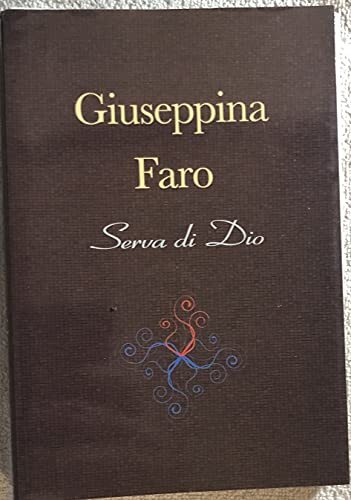 Giuseppina
Faro
Serva di Dio